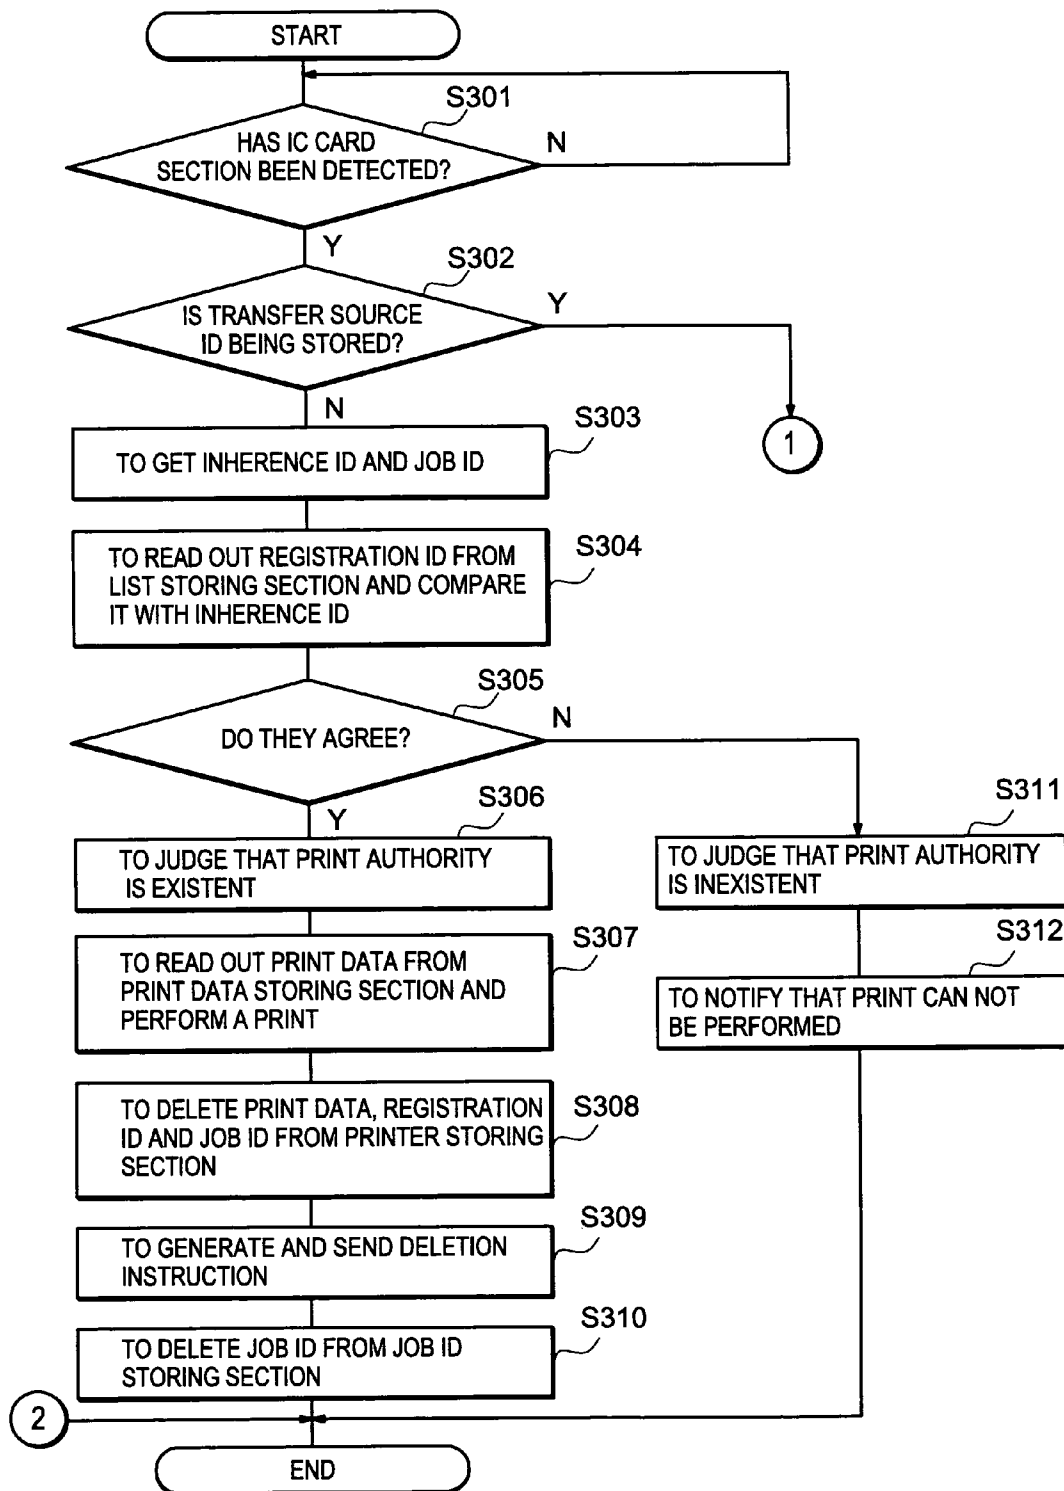 START
S301
HAS IC CARD
SECTION BEEN DETECTED?
N
Y
S302
IS TRANSFER SOURCE
ID BEING STORED?
Y
N
1
S303
TO GET INHERENCE ID AND JOB ID
S304
TO READ OUT REGISTRATION ID FROM
LIST STORING SECTION AND COMPARE
IT WITH INHERENCE ID
S305
DO THEY AGREE?
N
Y
S306
TO JUDGE THAT PRINT AUTHORITY
IS EXISTENT
S311
TO JUDGE THAT PRINT AUTHORITY
IS INEXISTENT
S307
TO READ OUT PRINT DATA FROM
PRINT DATA STORING SECTION AND
PERFORM A PRINT
S312
TO NOTIFY THAT PRINT CAN NOT
BE PERFORMED
S308
TO DELETE PRINT DATA, REGISTRATION
ID AND JOB ID FROM PRINTER STORING
SECTION
S309
TO GENERATE AND SEND DELETION
INSTRUCTION
S310
TO DELETE JOB ID FROM JOB ID
STORING SECTION
2
END